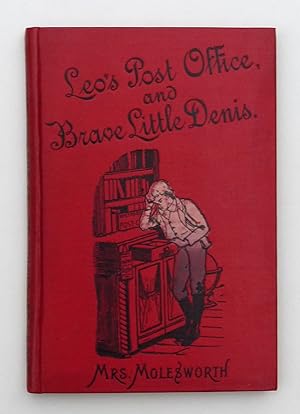 Leo's Post Office,
and
Brave Little Denis.
MRS. MOLESWORTH